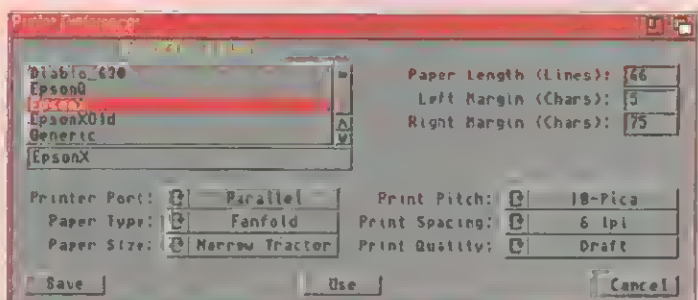 Printer Preferences
Diablo_630
EpsonQ
EpsonX
EpsonXOld
Generic
EpsonX
Paper Length (Lines): 66
Left Margin (Chars): 5
Right Margin (Chars): 75
Printer Port: Parallel
Print Pitch: 10-Pica
Paper Type: Fanfold
Print Spacing: 6 lpi
Paper Size: Narrow Tractor
Print Quality: Draft
Save
Use
Cancel